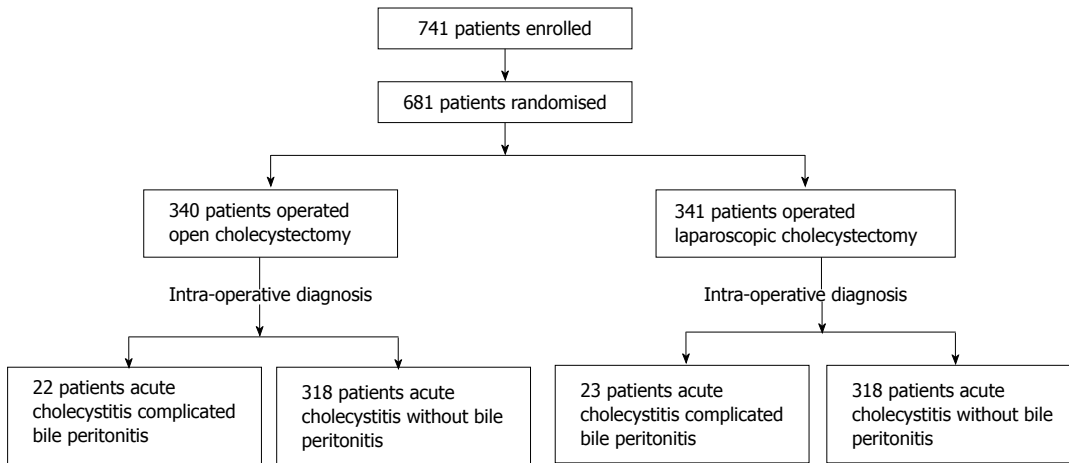 741 patients enrolled
681 patients randomised
340 patients operated
open cholecystectomy
341 patients operated
laparoscopic cholecystectomy
Intra-operative diagnosis
Intra-operative diagnosis
22 patients acute
cholecystitis complicated
bile peritonitis
318 patients acute
cholecystitis without bile
peritonitis
23 patients acute
cholecystitis complicated
bile peritonitis
318 patients acute
cholecystitis without bile
peritonitis